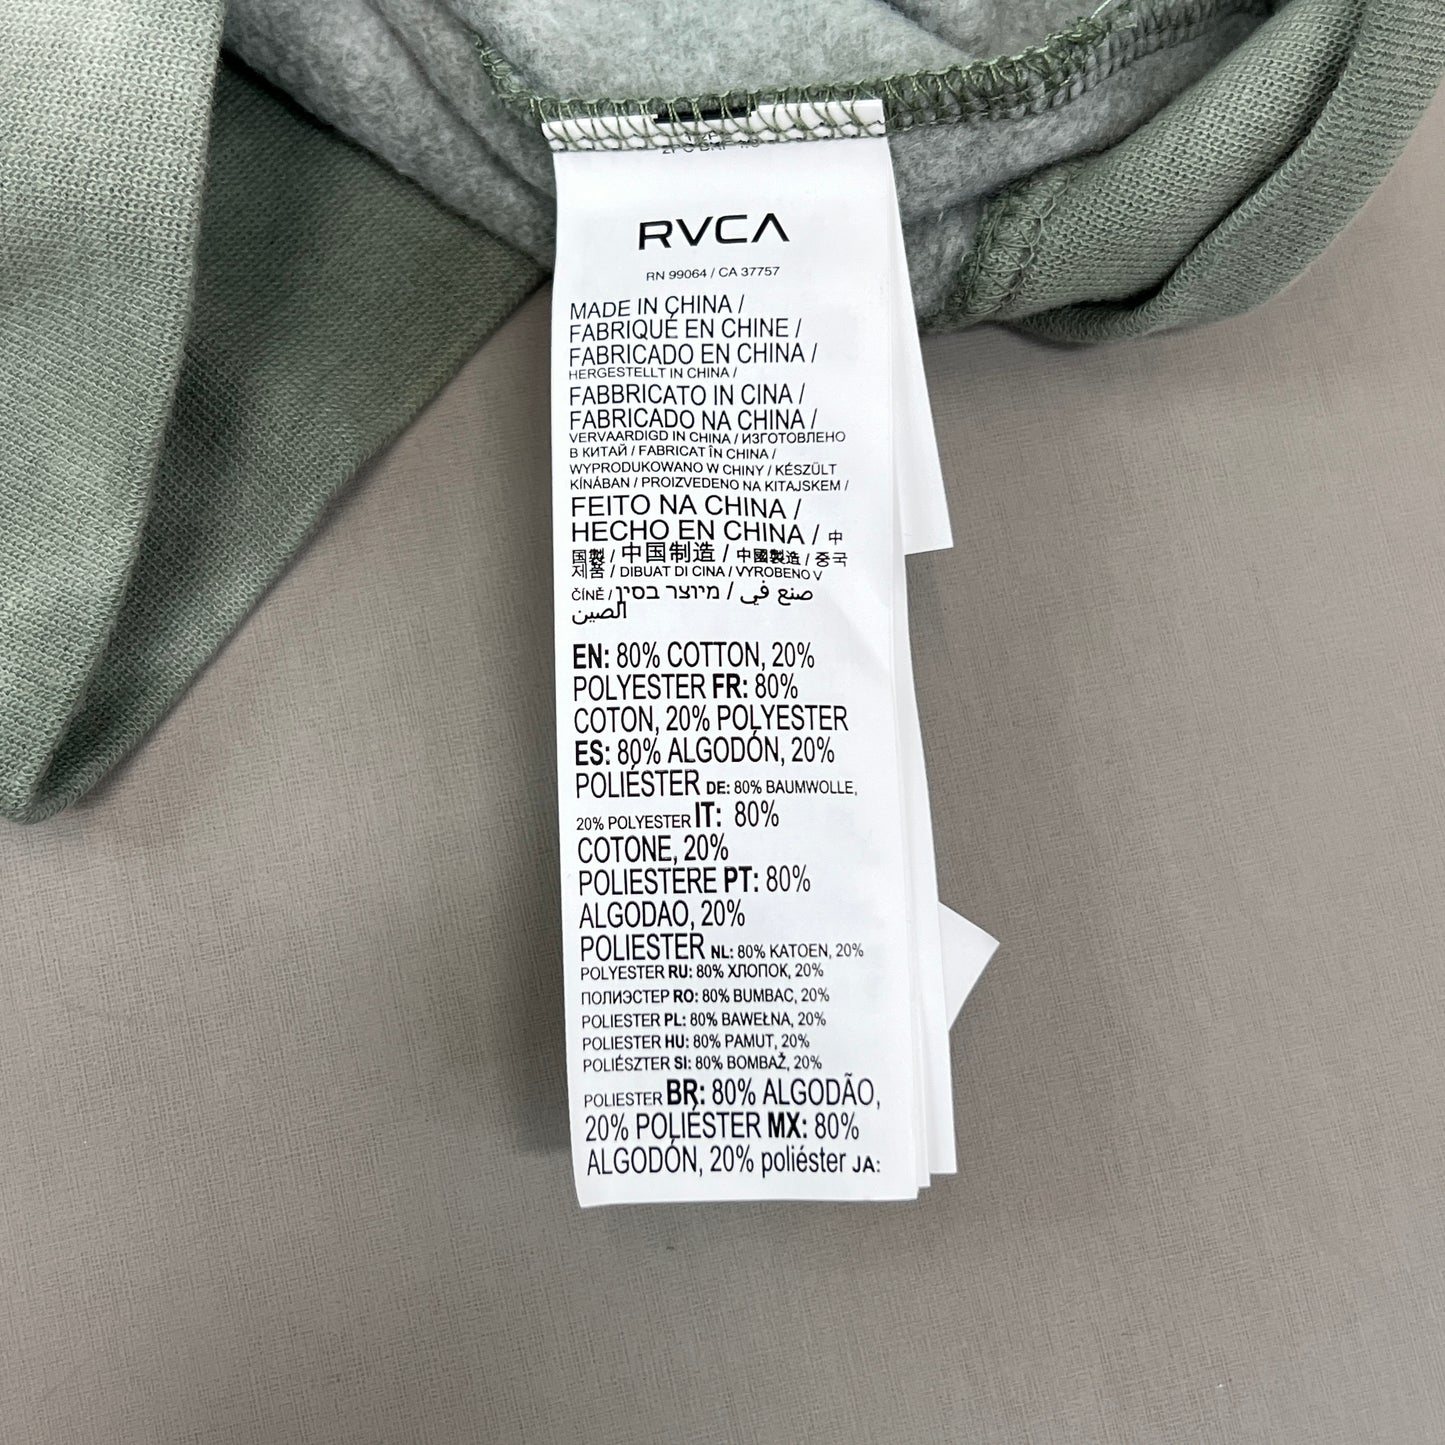 RVCA
RN 99064 / CA 37757
MADE IN CHINA /
FABRIQUÉ EN CHINE /
FABRICADO EN CHINA /
HERGESTELLT IN CHINA /
FABBRICATO IN CINA /
FABRICADO NA CHINA /
VERVAARDIGD IN CHINA / ИЗГОТОВЛЕНО
В КИТАЙ / FABRICAT ÎN CHINA /
WYPRODUKOWANO W CHINY / KÉSZÜLT
KÍNÁBAN / PROIZVEDENO NA KITAJSKEM /
FEITO NA CHINA /
HECHO EN CHINA / 中
国製 / 中国制造 / 中國製造 / 중국
제품 / DIBUAT DI CINA / VYROBENO V
ČÍNĚ / מיוצר בסין / صنع في
الصين
EN: 80% COTTON, 20%
POLYESTER FR: 80%
COTON, 20% POLYESTER
ES: 80% ALGODÓN, 20%
POLIÉSTER DE: 80% BAUMWOLLE,
20% POLYESTER IT: 80%
COTONE, 20%
POLIESTERE PT: 80%
ALGODAO, 20%
POLIESTER NL: 80% KATOEN, 20%
POLYESTER RU: 80% ХЛОПОК, 20%
ПОЛИЭСТЕР RO: 80% BUMBAC, 20%
POLIESTER PL: 80% BAWEŁNA, 20%
POLIESTER HU: 80% PAMUT, 20%
POLIÉSZTER SI: 80% BOMBAŽ, 20%
POLIESTER BR: 80% ALGODÃO,
20% POLIÉSTER MX: 80%
ALGODÓN, 20% poliéster JA: